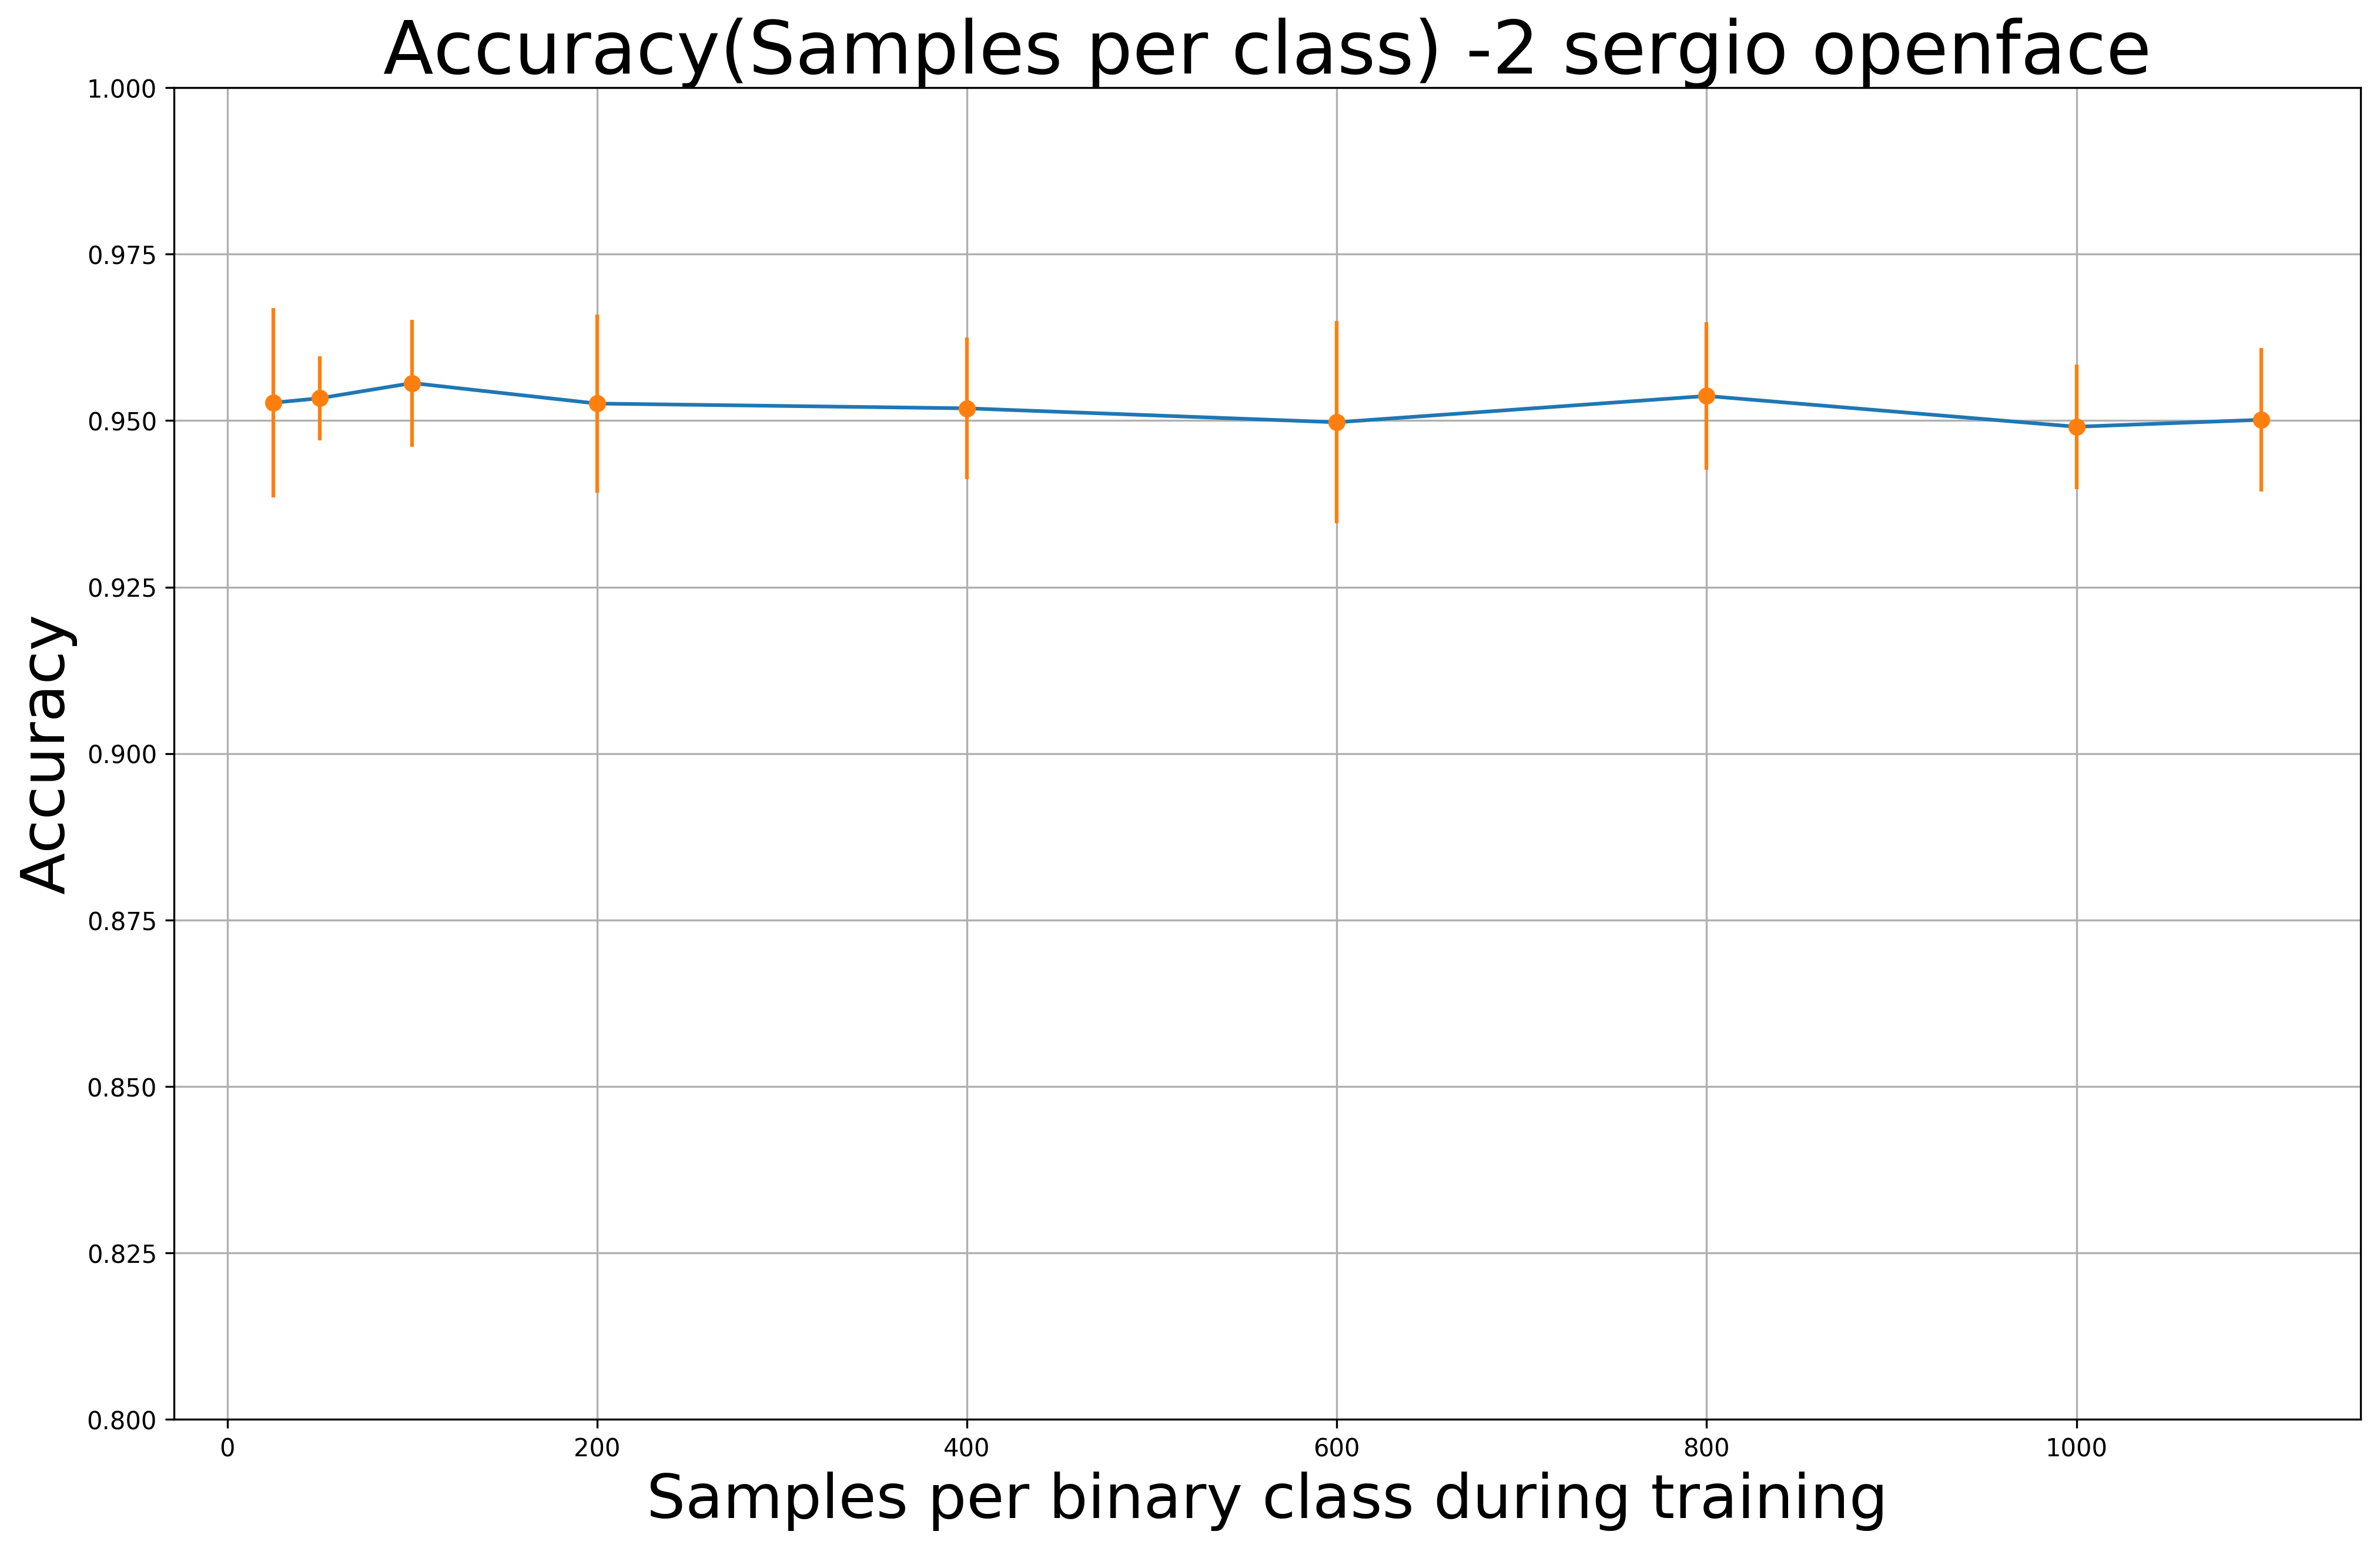 Accuracy(Samples per class) -2 sergio openface
1.000
0.975
0.950
0.925
0.900
0.875
0.850
0.825
0.800
Accuracy
0 200 400 600 800 1000
Samples per binary class during training